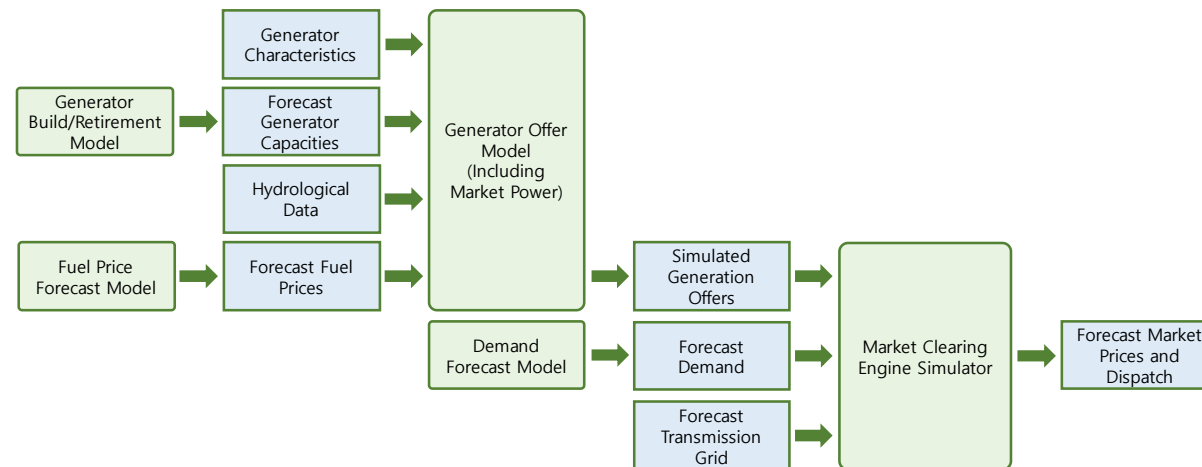 Generator
Characteristics
Generator
Build/Retirement
Model
Forecast
Generator
Capacities
Generator Offer
Model
(Including
Market Power)
Hydrological
Data
Fuel Price
Forecast Model
Forecast Fuel
Prices
Simulated
Generation
Offers
Demand
Forecast Model
Forecast
Demand
Market Clearing
Engine Simulator
Forecast Market
Prices and
Dispatch
Forecast
Transmission
Grid